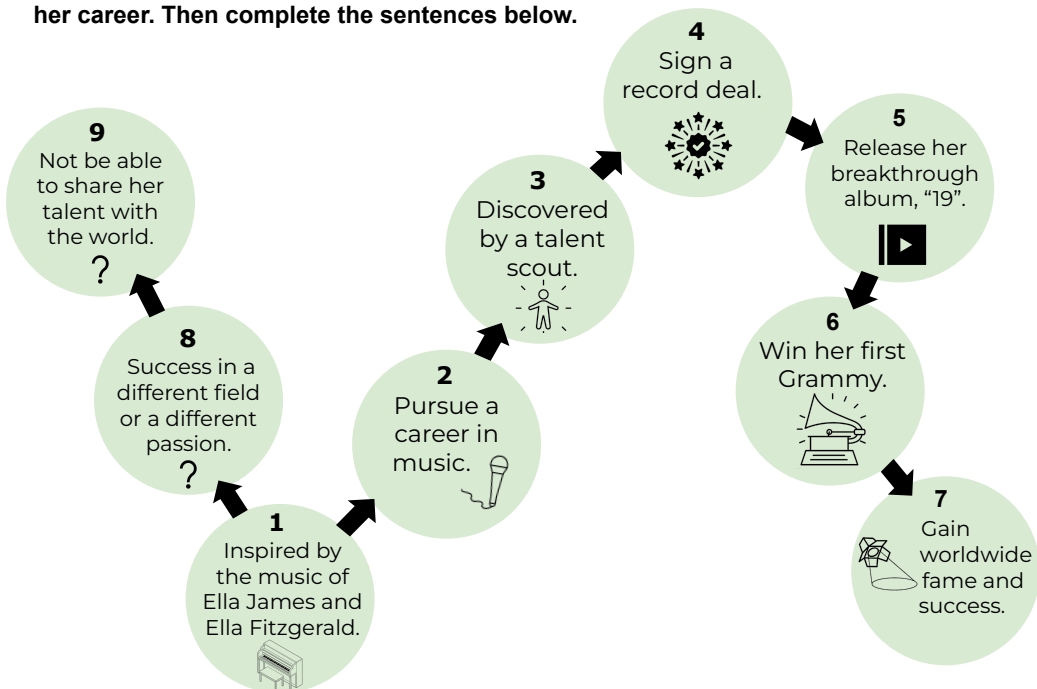 her career. Then complete the sentences below.
1
Inspired by
the music of
Ella James and
Ella Fitzgerald.
2
Pursue a
career in
music.
3
Discovered
by a talent
scout.
4
Sign a
record deal.
5
Release her
breakthrough
album, “19”.
6
Win her first
Grammy.
7
Gain
worldwide
fame and
success.
8
Success in a
different field
or a different
passion.
?
9
Not be able
to share her
talent with
the world.
?